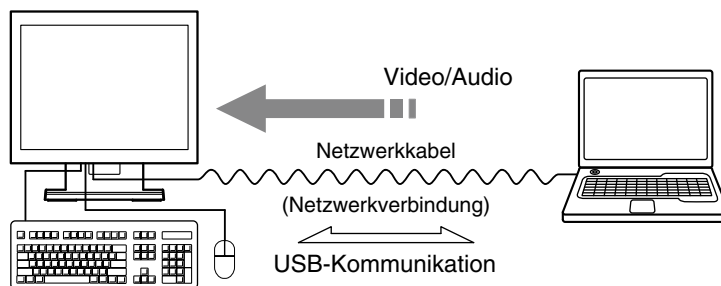 Video/Audio
Netzwerkkabel
(Netzwerkverbindung)
USB-Kommunikation